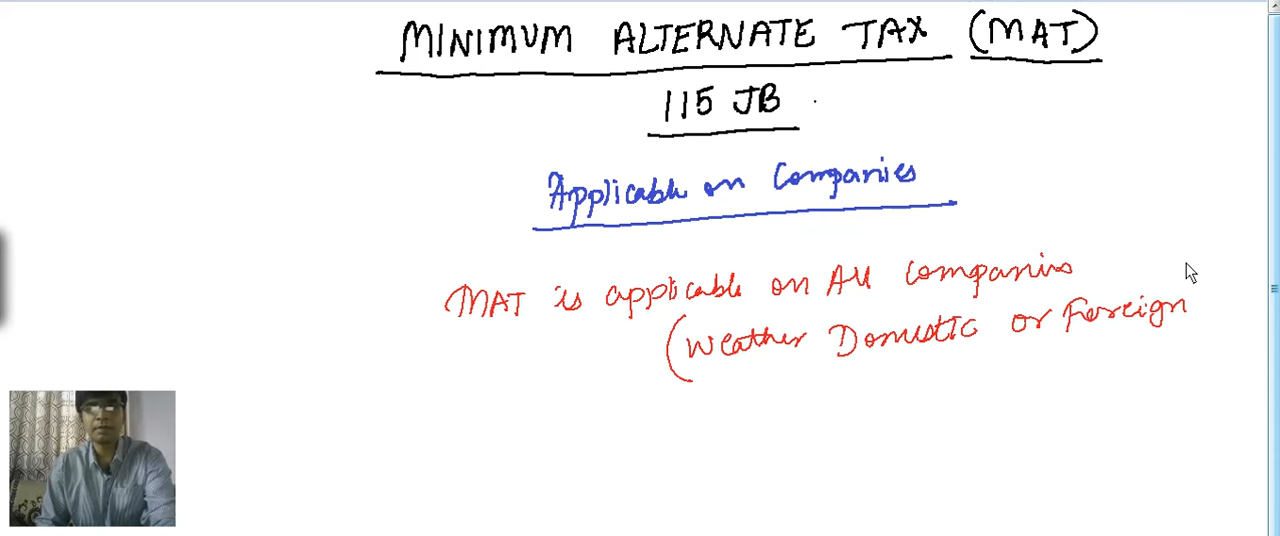 MINIMUM ALTERNATE TAX (MAT)
115 JB
Applicable on Companies
MAT is applicable on All companies
(Weather Domestic or Foreign